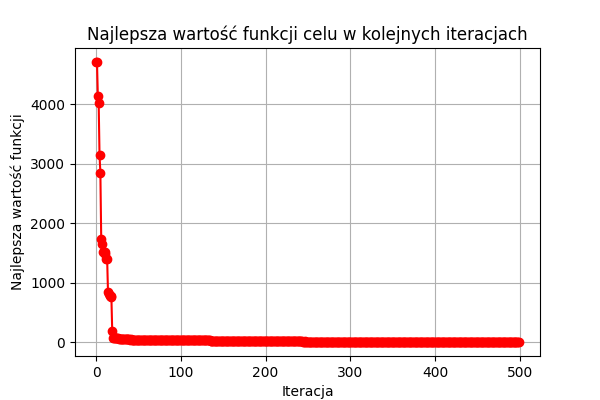 Najlepsza wartość funkcji celu w kolejnych iteracjach
Najlepsza wartość funkcji
4000
3000
2000
1000
0
0 100 200 300 400 500
Iteracja